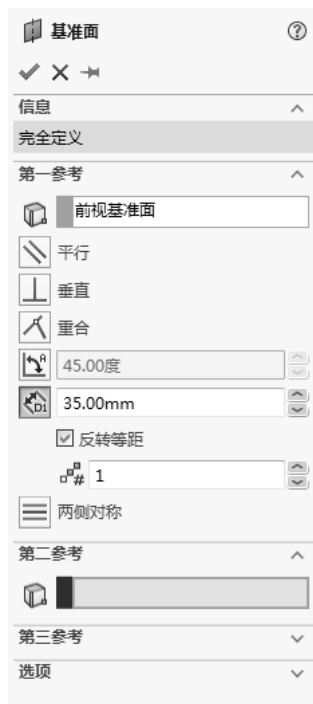 基准面
信息
完全定义
第一参考
前视基准面
平行
垂直
重合
45.00度
35.00mm
反转等距
# 1
两侧对称
第二参考
第三参考
选项